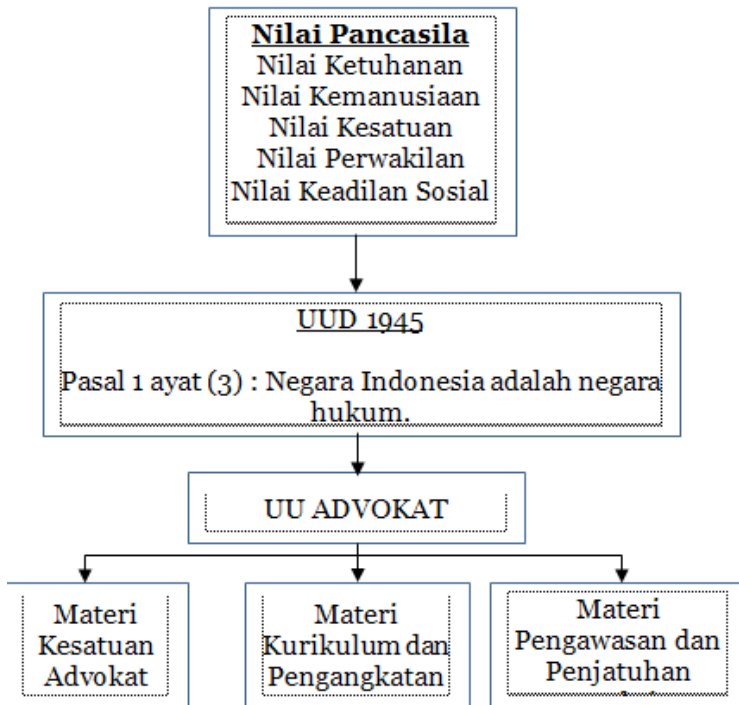 Nilai Pancasila
Nilai Ketuhanan
Nilai Kemanusiaan
Nilai Kesatuan
Nilai Perwakilan
Nilai Keadilan Sosial
UUD 1945
Pasal 1 ayat (3) : Negara Indonesia adalah negara
hukum.
UU ADVOKAT
Materi
Kesatuan
Advokat
Materi
Kurikulum dan
Pengangkatan
Materi
Pengawasan dan
Penjatuhan